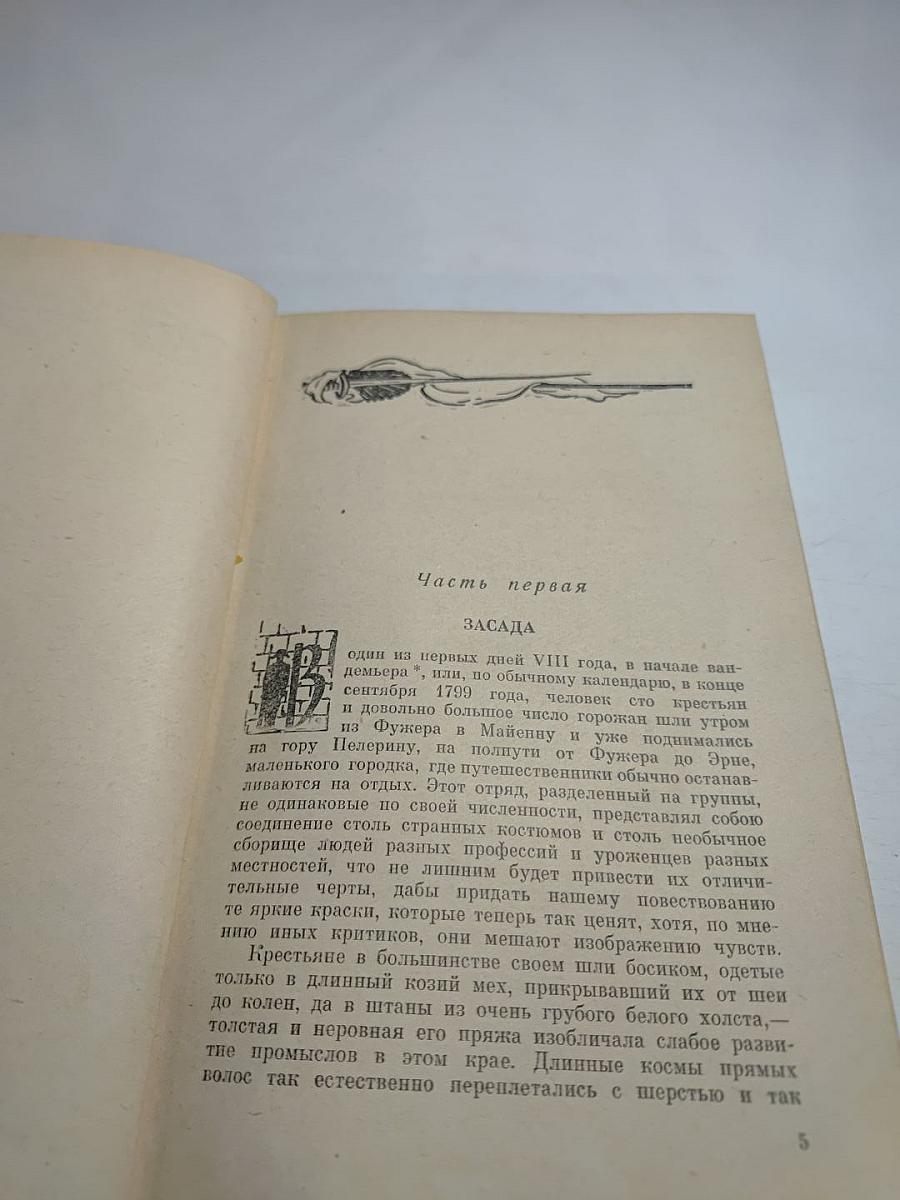 Часть первая
ЗАСАДА
В один из первых дней VIII года, в начале ван-
демьера *, или, по обычному календарю, в конце
сентября 1799 года, человек сто крестьян
и довольно большое число горожан шли утром
из Фужера в Майенну и уже поднимались
на гору Пелерину, на полпути от Фужера до Эрне,
маленького городка, где путешественники обычно останав-
ливаются на отдых. Этот отряд, разделенный на группы,
не одинаковые по своей численности, представлял собою
соединение столь странных костюмов и столь необычное
сборище людей разных профессий и уроженцев разных
местностей, что не лишним будет привести их отличи-
тельные черты, дабы придать нашему повествованию
те яркие краски, которые теперь так ценят, хотя, по мне-
нию иных критиков, они мешают изображению чувств.
Крестьяне в большинстве своем шли босиком, одетые
только в длинный козий мех, прикрывавший их от шеи
до колен, да в штаны из очень грубого белого холста,—
толстая и неровная его пряжа изобличала слабое разви-
тие промыслов в этом крае. Длинные космы прямых
волос так естественно переплетались с шерстью и так
5